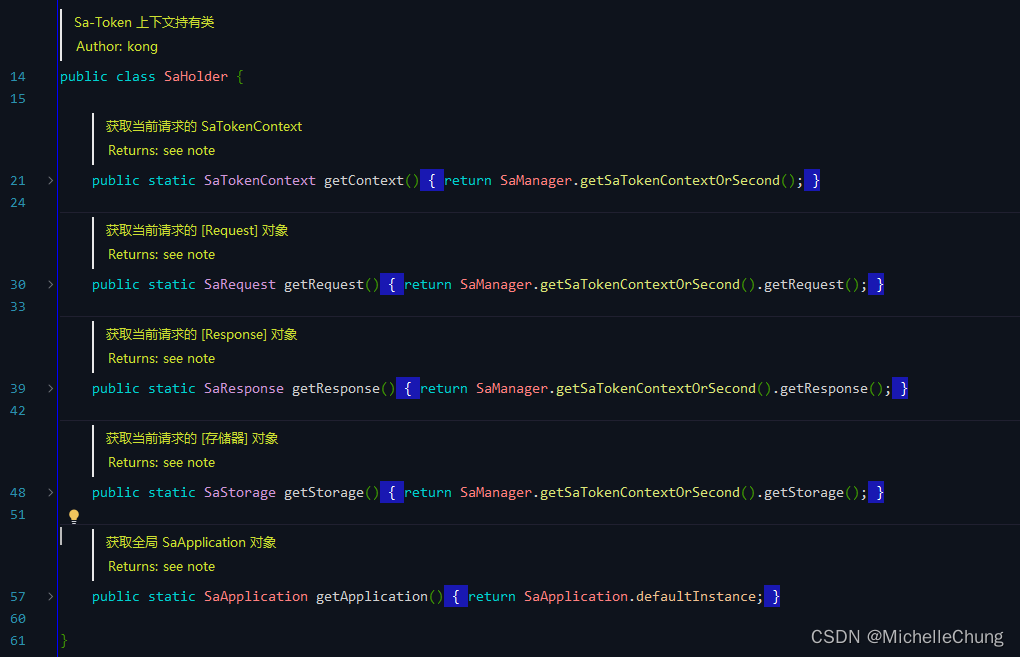 Sa-Token 上下文持有类
Author: kong
14 public class SaHolder {
15
获取当前请求的 SaTokenContext
Returns: see note
21 > public static SaTokenContext getContext() { return SaManager.getSaTokenContextOrSecond(); }
24
获取当前请求的 [Request] 对象
Returns: see note
30 > public static SaRequest getRequest() { return SaManager.getSaTokenContextOrSecond().getRequest(); }
33
获取当前请求的 [Response] 对象
Returns: see note
39 > public static SaResponse getResponse() { return SaManager.getSaTokenContextOrSecond().getResponse(); }
42
获取当前请求的 [存储器] 对象
Returns: see note
48 > public static SaStorage getStorage() { return SaManager.getSaTokenContextOrSecond().getStorage(); }
51
获取全局 SaApplication 对象
Returns: see note
57 > public static SaApplication getApplication() { return SaApplication.defaultInstance; }
60
61 }
CSDN @MichelleChung